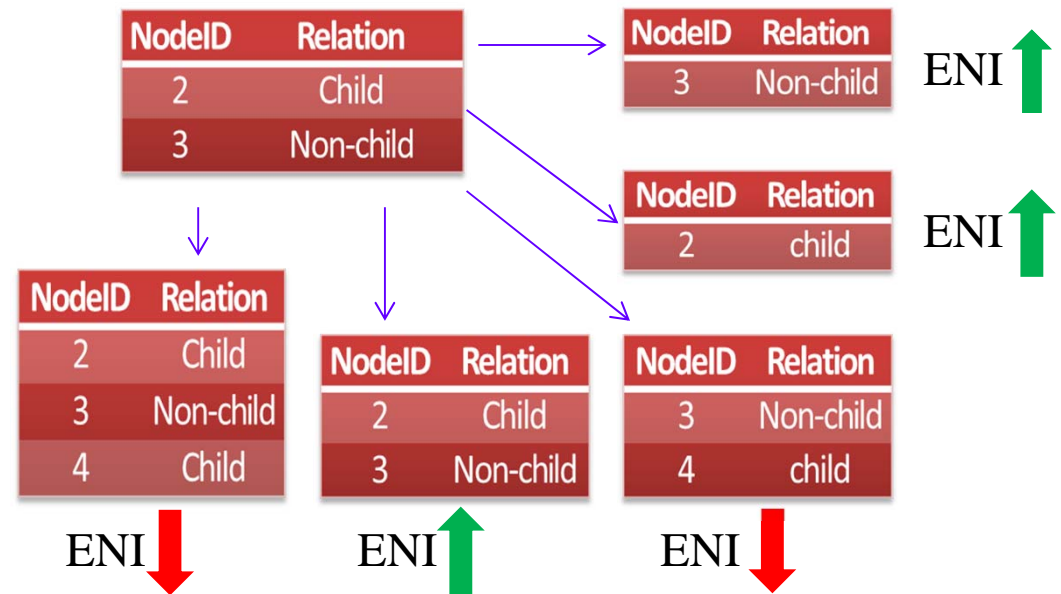 NodeID Relation
2 Child
3 Non-child
NodeID Relation
3 Non-child
ENI
NodeID Relation
2 child
ENI
NodeID Relation
2 Child
3 Non-child
4 Child
ENI
NodeID Relation
2 Child
3 Non-child
ENI
NodeID Relation
3 Non-child
4 child
ENI